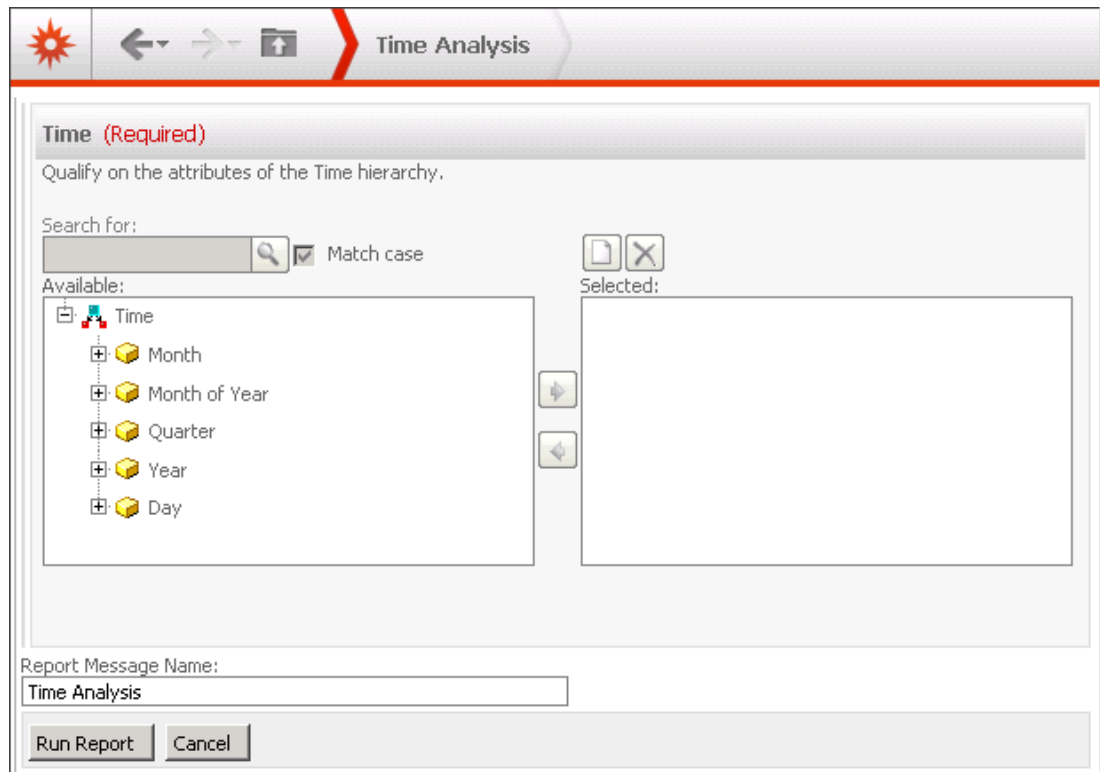 Time Analysis
Time (Required)
Qualify on the attributes of the Time hierarchy.
Search for:
Match case
Available:
Selected:
Time
Month
Month of Year
Quarter
Year
Day
Report Message Name:
Time Analysis
Run Report Cancel